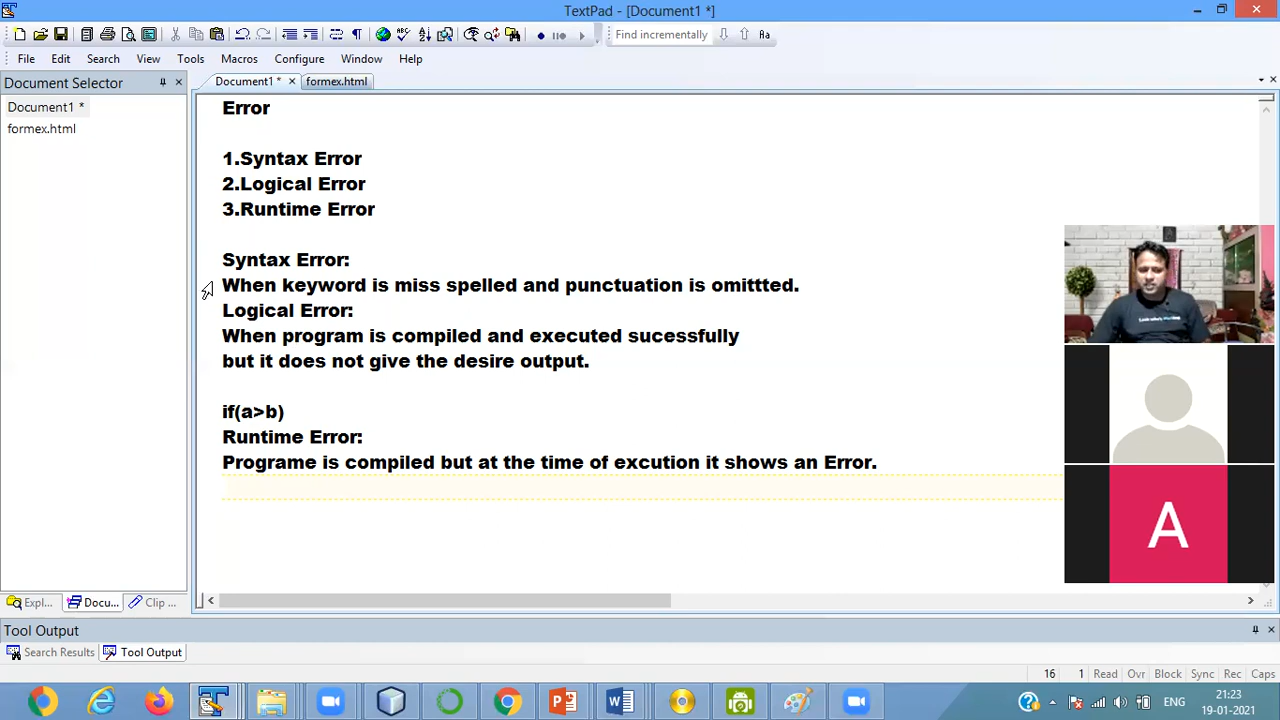 TextPad - [Document1 *]
Find incrementally
File Edit Search View Tools Macros Configure Window Help
Document Selector
Document1 *
formex.html
Document1 *
formex.html
Error
1.Syntax Error
2.Logical Error
3.Runtime Error
Syntax Error:
When keyword is miss spelled and punctuation is omittted.
Logical Error:
When program is compiled and executed sucessfully
but it does not give the desire output.
if(a>b)
Runtime Error:
Programe is compiled but at the time of excution it shows an Error.
A
Expl... Docu... Clip ...
Tool Output
Search Results Tool Output
16 1 Read Ovr Block Sync Rec Caps
ENG
21:23
19-01-2021